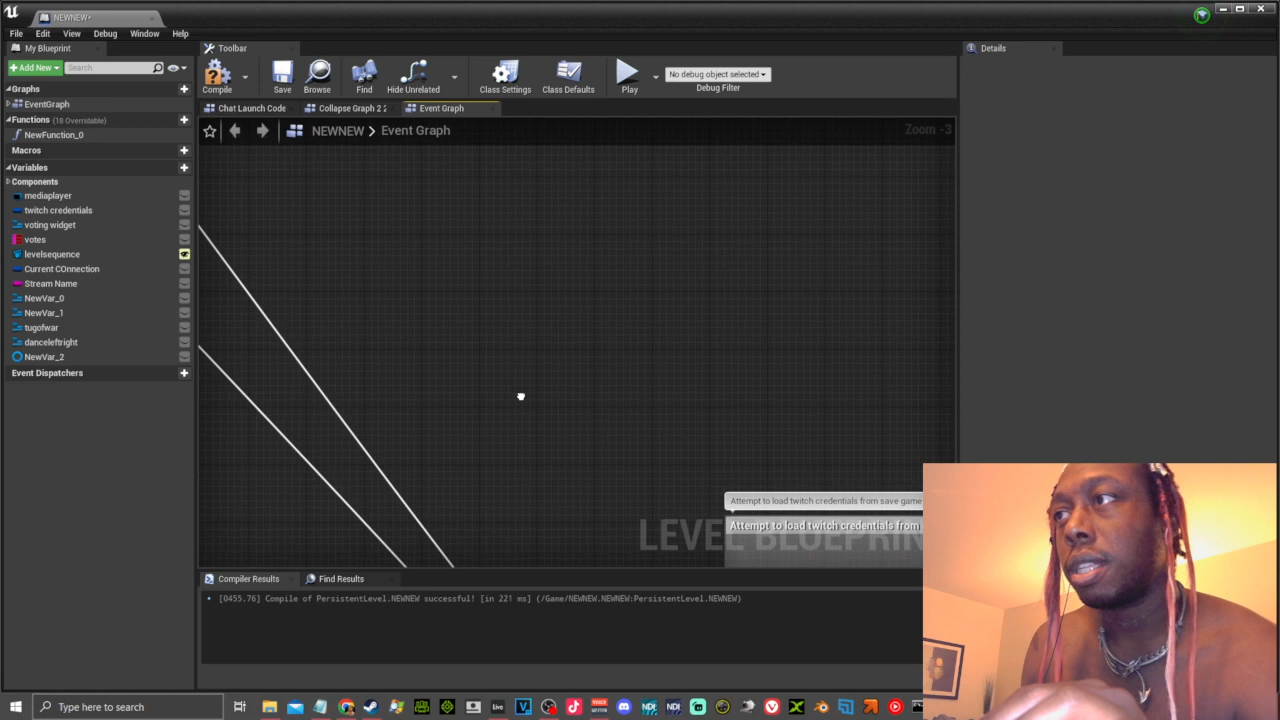 NEWNEW*
File Edit View Debug Window Help
My Blueprint
Toolbar
Details
Add New
Search
Compile
Save
Browse
Find
Hide Unrelated
Class Settings
Class Defaults
Play
No debug object selected
Debug Filter
Graphs
EventGraph
Functions (18 Overridable)
NewFunction_0
Macros
Variables
Components
mediaplayer
twitch credentials
voting widget
votes
levelsequence
Current COnnection
Stream Name
NewVar_0
NewVar_1
tugofwar
danceleftright
NewVar_2
Event Dispatchers
Chat Launch Code
Collapse Graph 2
Event Graph
NEWNEW > Event Graph
Zoom -3
Attempt to load twitch credentials from save game
Attempt to load twitch credentials from
LEVEL BLUEPRIN
Compiler Results
Find Results
[0455.76] Compile of PersistentLevel.NEWNEW successful! [in 221 ms] (/Game/NEWNEW.NEWNEW:PersistentLevel.NEWNEW)
Type here to search
Live